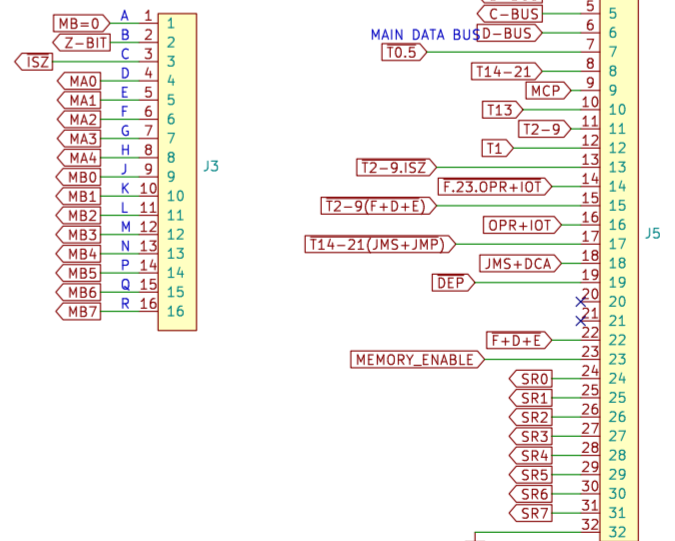 MB=0 A 1 1
Z-BIT B 2 2
ISZ C 3 3
MA0 D 4 4
MA1 E 5 5
MA2 F 6 6
MA3 G 7 7
MA4 H 8 8
MB0 J 9 9
MB1 K 10 10
MB2 L 11 11
MB3 M 12 12
MB4 N 13 13
MB5 P 14 14
MB6 Q 15 15
MB7 R 16 16
J3
C-BUS 5 5
MAIN DATA BUS D-BUS 6 6
T0.5 7 7
T14-21 8 8
MCP 9 9
T13 10 10
T2-9 11 11
T1 12 12
T2-9.ISZ 13 13
F.23.OPR+IOT 14 14
T2-9(F+D+E) 15 15
OPR+IOT 16 16
T14-21(JMS+JMP) 17 17
JMS+DCA 18 18
DEP 19 19
20 20
21 21
F+D+E 22 22
MEMORY_ENABLE 23 23
SR0 24 24
SR1 25 25
SR2 26 26
SR3 27 27
SR4 28 28
SR5 29 29
SR6 30 30
SR7 31 31
32 32
J5